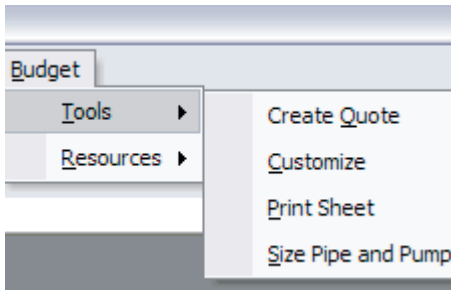 Budget
Tools
Resources
Create Quote
Customize
Print Sheet
Size Pipe and Pump